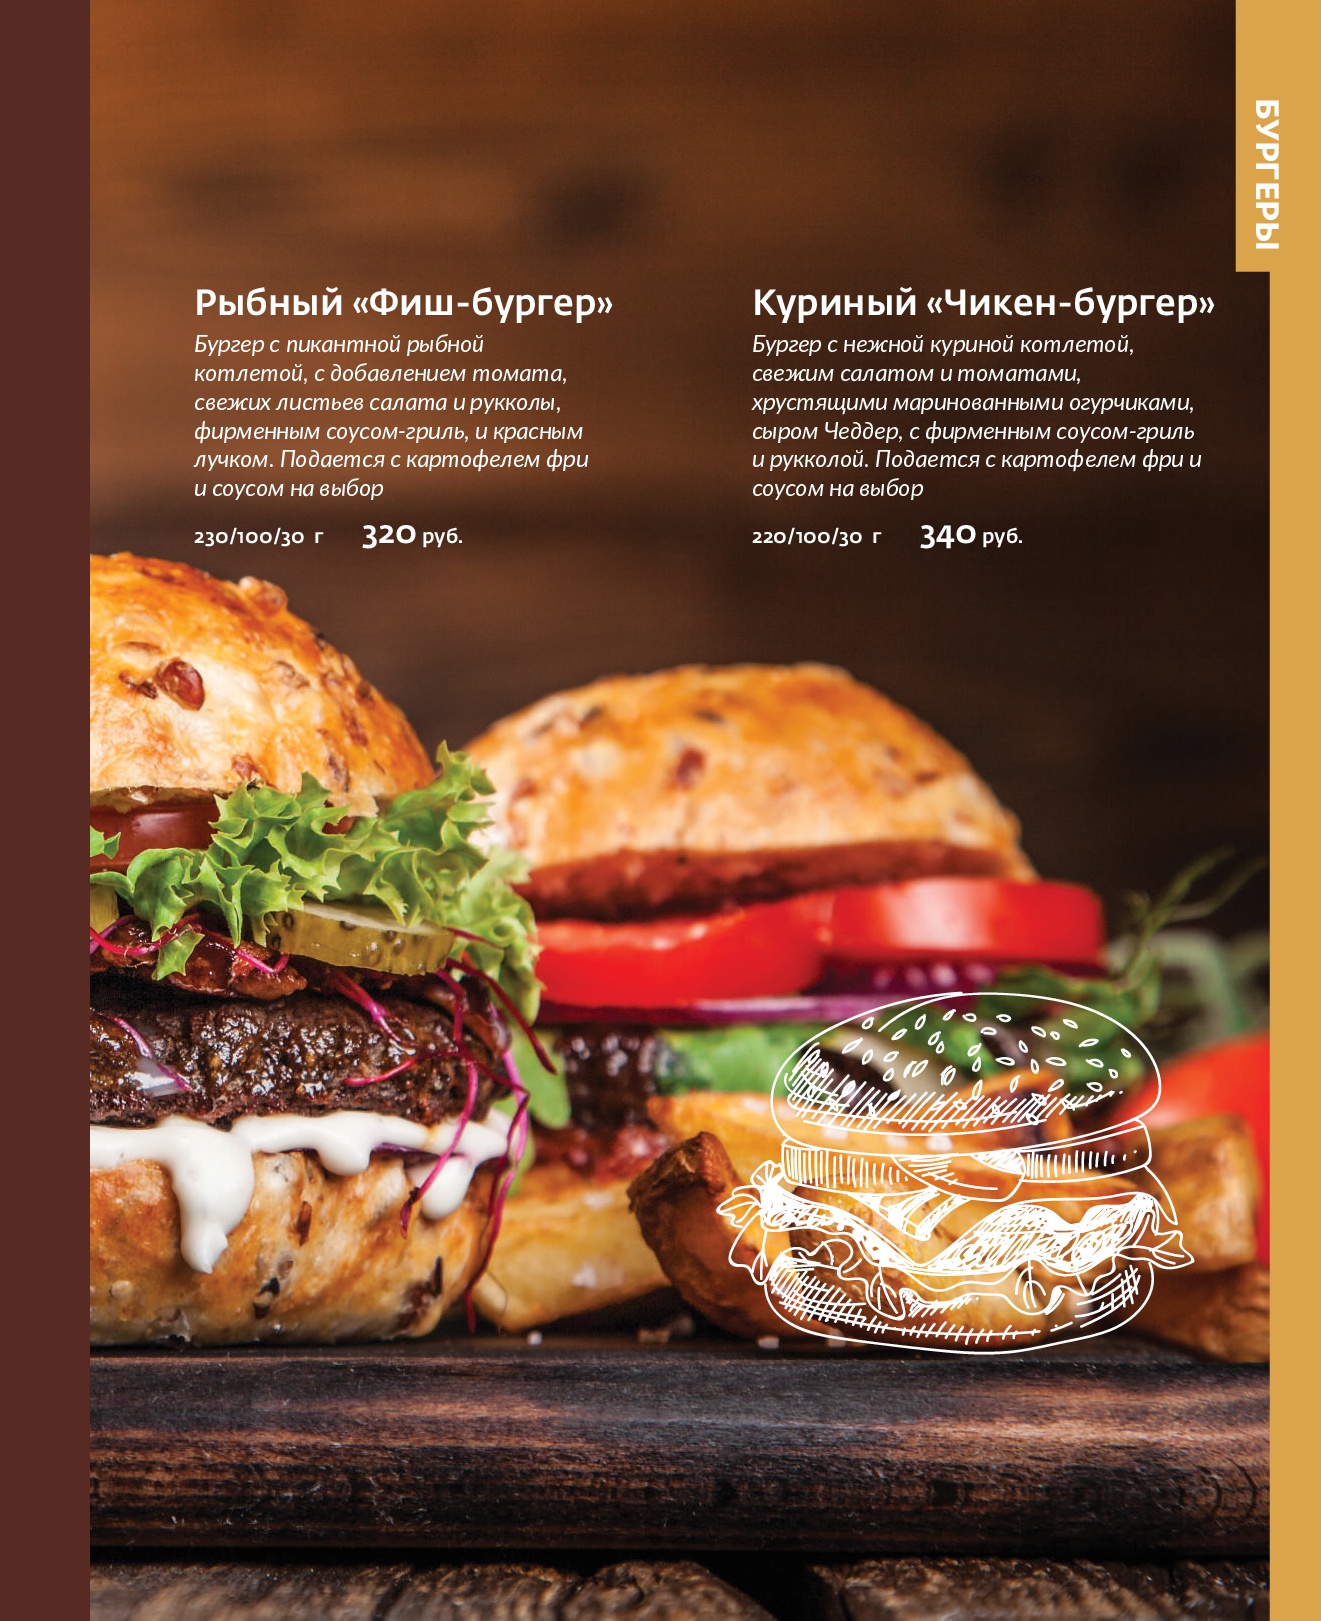 БУРГЕРЫ
Рыбный «Фиш-бургер»
Бургер с пикантной рыбной
котлетой, с добавлением томата,
свежих листьев салата и рукколы,
фирменным соусом-гриль, и красным
лучком. Подается с картофелем фри
и соусом на выбор
230/100/30 г 320 руб.
Куриный «Чикен-бургер»
Бургер с нежной куриной котлетой,
свежим салатом и томатами,
хрустящими маринованными огурчиками,
сыром Чеддер, с фирменным соусом-гриль
и рукколой. Подается с картофелем фри и
соусом на выбор
220/100/30 г 340 руб.